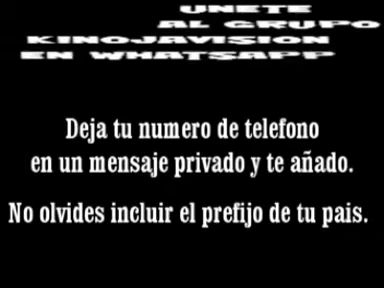 UNETE
AL GRUPO
KINOJAVISION
EN WHATSAPP
Deja tu numero de telefono
en un mensaje privado y te añado.
No olvides incluir el prefijo de tu pais.